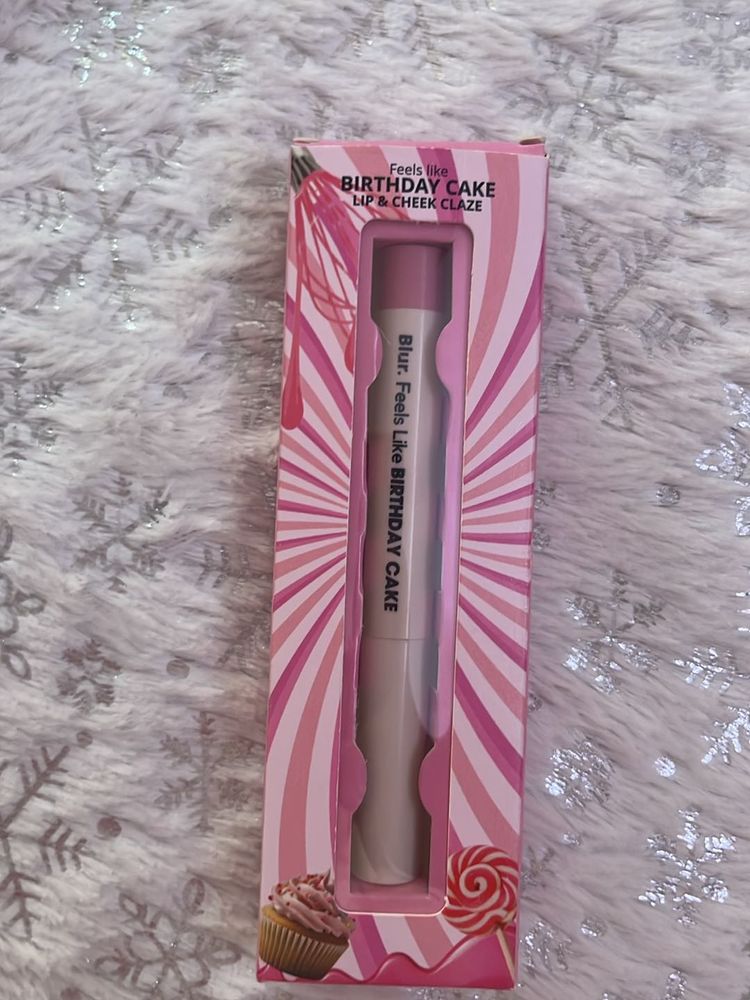 Feels like
BIRTHDAY CAKE
LIP & CHEEK CLAZE
Blur. Feels Like BIRTHDAY CAKE